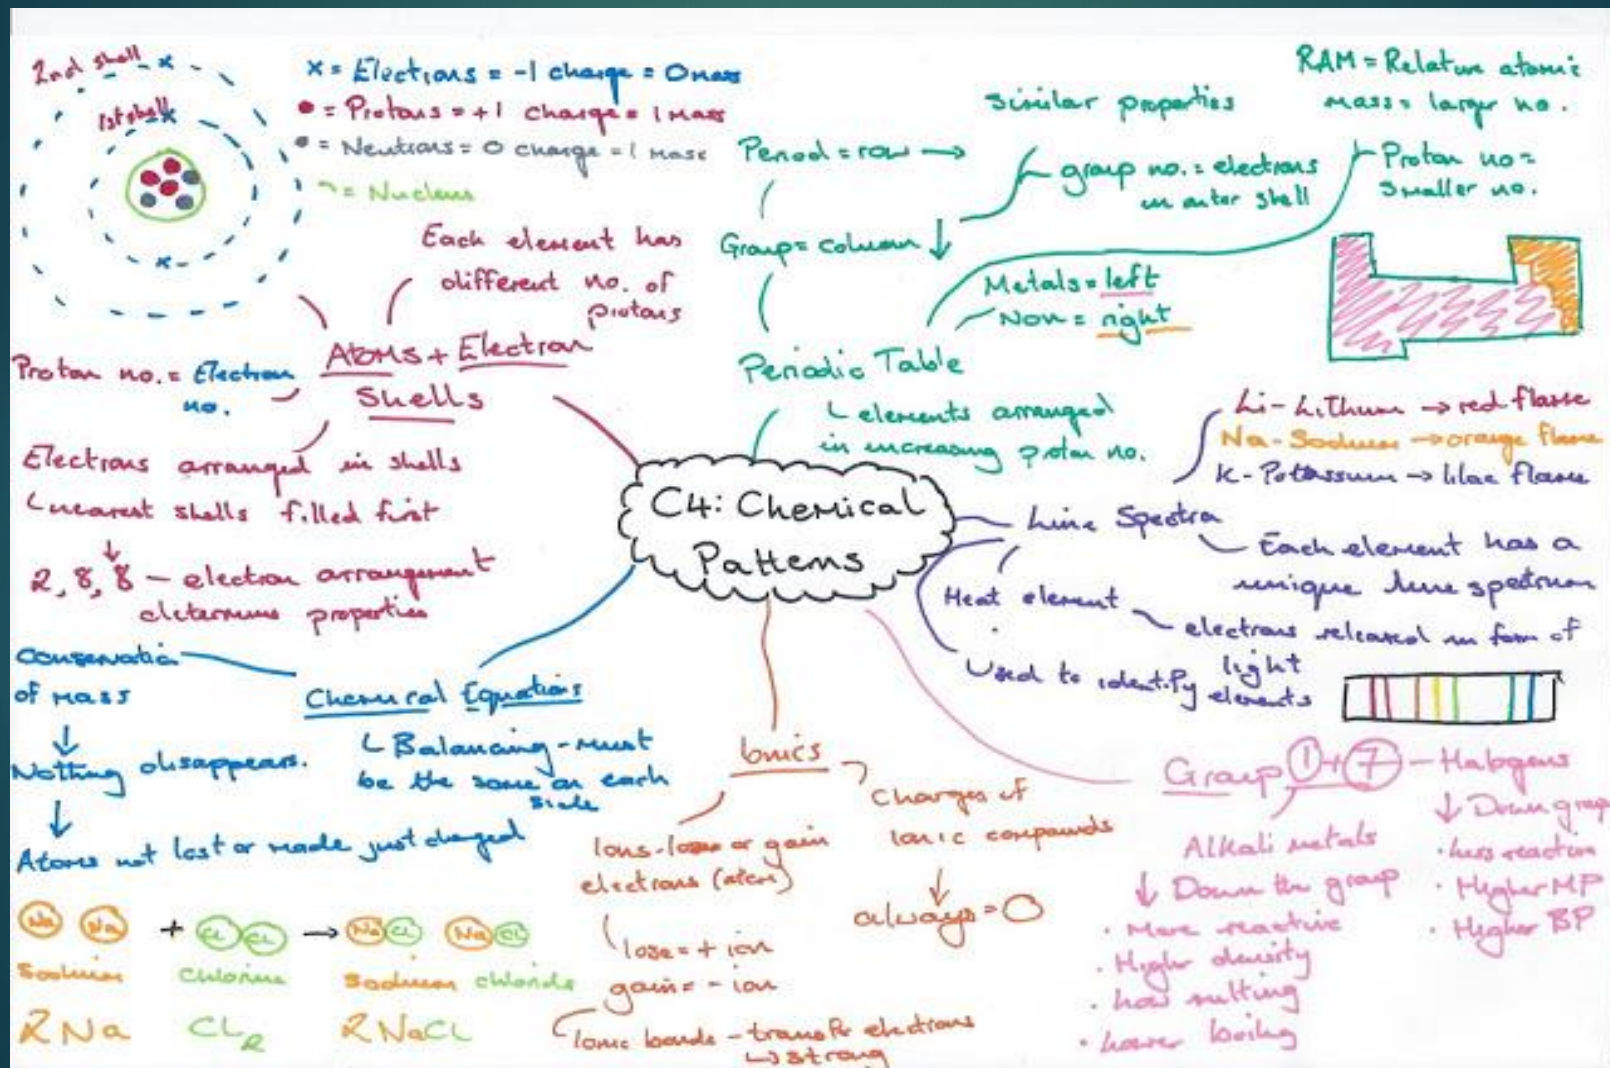 2nd shell
1st shell
x = Electrons = -1 charge = 0 mass
= Protons = +1 charge = 1 mass
= Neutrons = 0 charge = 1 mass
= Nucleus
Each element has
different no. of
protons
Atoms + Electron
Shells
Proton no. = Electron
no.
Electrons arranged in shells
nearest shells filled first
2, 8, 8 – electron arrangement
determines properties
Period = row →
Group = column ↓
Similar properties
group no. = electrons
in outer shell
RAM = Relative atomic
mass = larger no.
Proton no =
Smaller no.
Metals = left
Non = right
Periodic Table
elements arranged
in increasing proton no.
C4: Chemical
Patterns
Li - Lithum → red flame
Na - Sodium → orange flame
K - Potassium → lilac flame
Line Spectra
Each element has a
unique line spectrum
Heat element
electrons released in form of
light
Used to identify elements
Conservation
of mass
↓
Nothing disappears.
↓
Atoms not lost or made just changed
Chemical Equations
Balancing - must
be the same on each
side
Na Na + Cl Cl → Na Cl Na Cl
Sodium chlorine sodium chloride
2Na Cl2 2NaCl
Ionics
Ions - lose or gain
electrons (atom)
lose = + ion
gain = - ion
Ionic bonds - transfer electrons
↳ strong
Charges of
ionic compounds
↓
always = 0
Group 1 + 7 – Halogens
Alkali metals
↓ Down the group
· More reactive
· Higher density
· Low melting
· Lower boiling
↓ Down group
· Less reaction
· Higher MP
· Higher BP